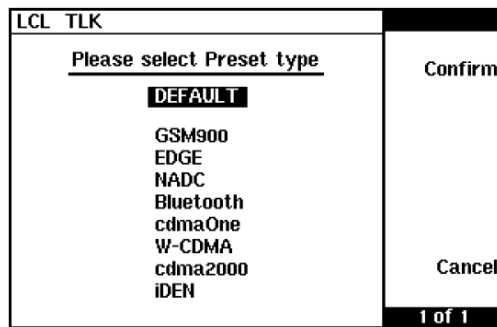 LCL TLK
Please select Preset type
DEFAULT
GSM900
EDGE
NADC
Bluetooth
cdmaOne
W-CDMA
cdma2000
iDEN
Confirm
Cancel
1 of 1